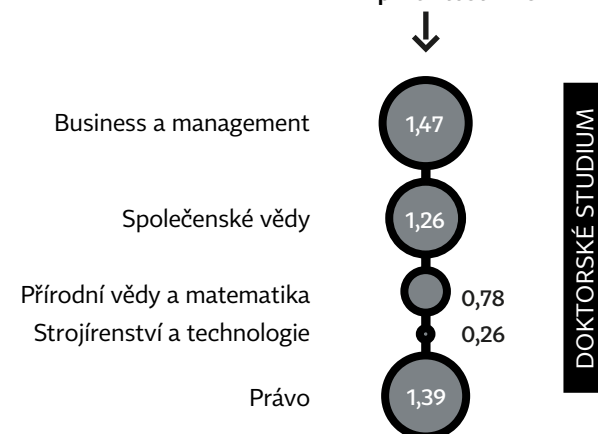 Business a management
1,47
Společenské vědy
1,26
Přírodní vědy a matematika
0,78
Strojírenství a technologie
0,26
Právo
1,39
DOKTORSKÉ STUDIUM